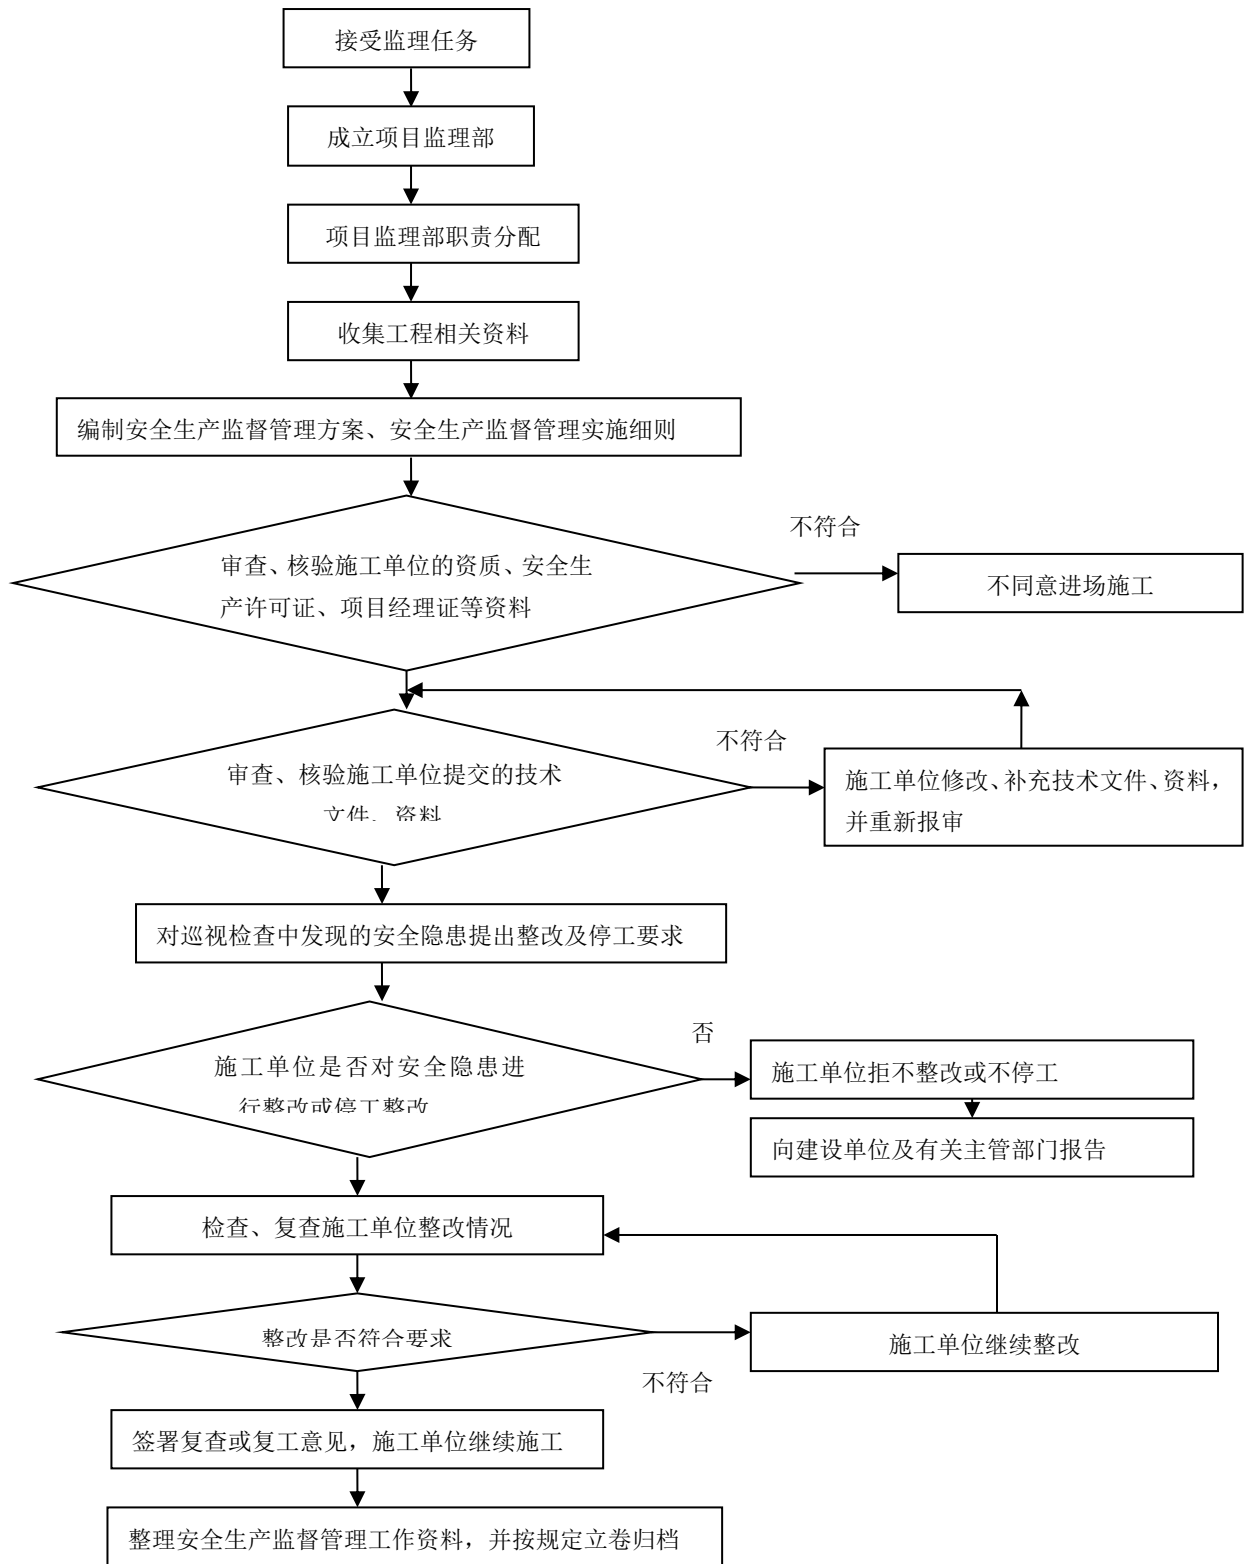 接受监理任务
成立项目监理部
项目监理部职责分配
收集工程相关资料
编制安全生产监督管理方案、安全生产监督管理实施细则
不符合
审查、核验施工单位的资质、安全生
产许可证、项目经理证等资料
不同意进场施工
不符合
审查、核验施工单位提交的技术
文件、资料
施工单位修改、补充技术文件、资料，
并重新报审
对巡视检查中发现的安全隐患提出整改及停工要求
否
施工单位是否对安全隐患进
行整改或停工整改
施工单位拒不整改或不停工
向建设单位及有关主管部门报告
检查、复查施工单位整改情况
整改是否符合要求
施工单位继续整改
不符合
签署复查或复工意见，施工单位继续施工
整理安全生产监督管理工作资料，并按规定立卷归档